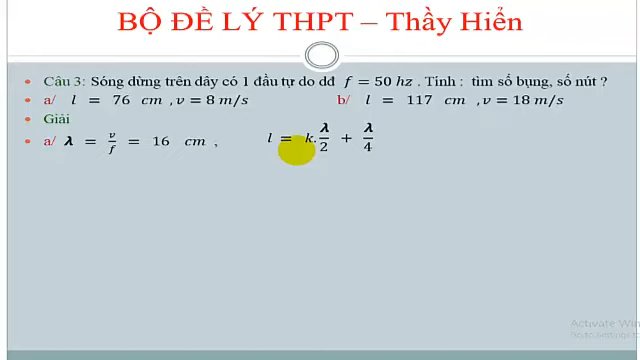 BỘ ĐỀ LÝ THPT – Thầy Hiển
Câu 3: Sóng dừng trên dây có 1 đầu tự do dđ f = 50 hz . Tính : tìm số bụng, số nút ?
a/ l = 76 cm , v = 8 m/s b/ l = 117 cm , v = 18 m/s
Giải
a/ λ = v/f = 16 cm , l = k. λ/2 + λ/4
Activate Win